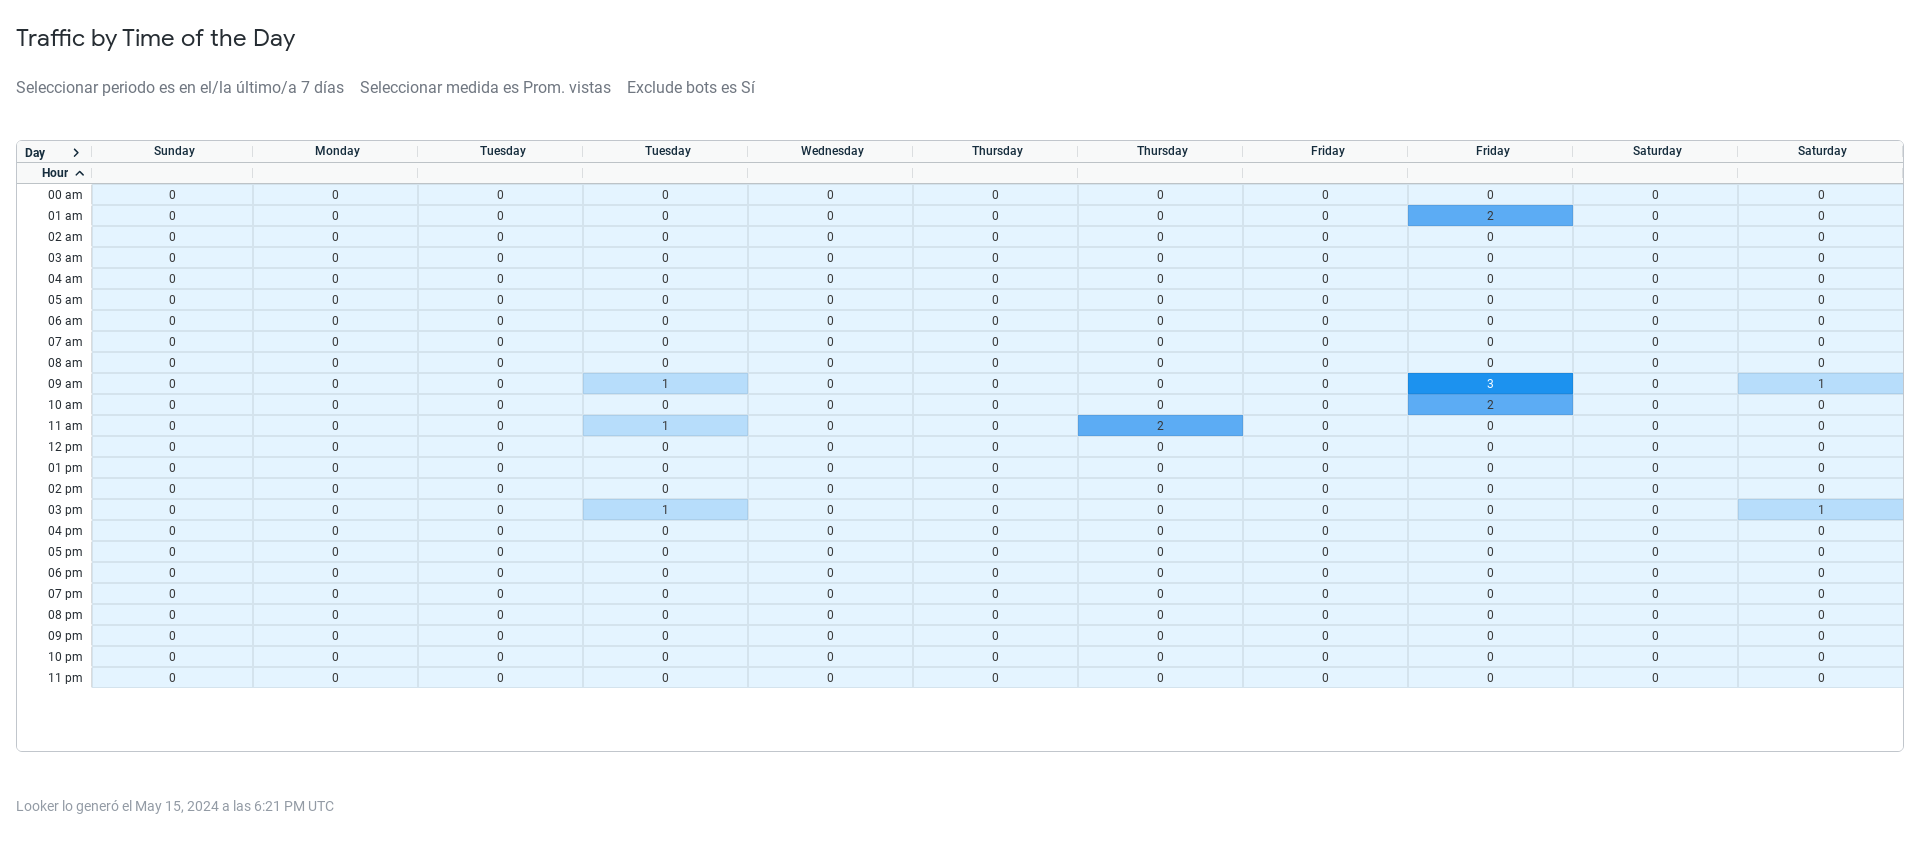 Traffic by Time of the Day
Seleccionar periodo es en el/la último/a 7 días Seleccionar medida es Prom. vistas Exclude bots es Sí
Day Sunday Monday Tuesday Tuesday Wednesday Thursday Thursday Friday Friday Saturday Saturday
Hour
00 am 0 0 0 0 0 0 0 0 0 0 0
01 am 0 0 0 0 0 0 0 0 2 0 0
02 am 0 0 0 0 0 0 0 0 0 0 0
03 am 0 0 0 0 0 0 0 0 0 0 0
04 am 0 0 0 0 0 0 0 0 0 0 0
05 am 0 0 0 0 0 0 0 0 0 0 0
06 am 0 0 0 0 0 0 0 0 0 0 0
07 am 0 0 0 0 0 0 0 0 0 0 0
08 am 0 0 0 0 0 0 0 0 0 0 0
09 am 0 0 0 1 0 0 0 0 3 0 1
10 am 0 0 0 0 0 0 0 0 2 0 0
11 am 0 0 0 1 0 0 2 0 0 0 0
12 pm 0 0 0 0 0 0 0 0 0 0 0
01 pm 0 0 0 0 0 0 0 0 0 0 0
02 pm 0 0 0 0 0 0 0 0 0 0 0
03 pm 0 0 0 1 0 0 0 0 0 0 1
04 pm 0 0 0 0 0 0 0 0 0 0 0
05 pm 0 0 0 0 0 0 0 0 0 0 0
06 pm 0 0 0 0 0 0 0 0 0 0 0
07 pm 0 0 0 0 0 0 0 0 0 0 0
08 pm 0 0 0 0 0 0 0 0 0 0 0
09 pm 0 0 0 0 0 0 0 0 0 0 0
10 pm 0 0 0 0 0 0 0 0 0 0 0
11 pm 0 0 0 0 0 0 0 0 0 0 0
Looker lo generó el May 15, 2024 a las 6:21 PM UTC